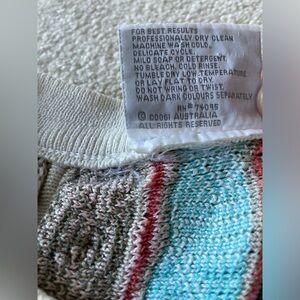 FOR BEST RESULTS
PROFESSIONALLY DRY CLEAN
MACHINE WASH COLD,
DELICATE CYCLE.
MILD SOAP OR DETERGENT.
NO BLEACH, COLD RINSE.
TUMBLE DRY LOW TEMPERATURE
OR LAY FLAT TO DRY.
DO NOT WRING OR TWIST.
WASH DARK COLOURS SEPARATELY
RN# 74095
© COOGI AUSTRALIA
ALL RIGHTS RESERVED